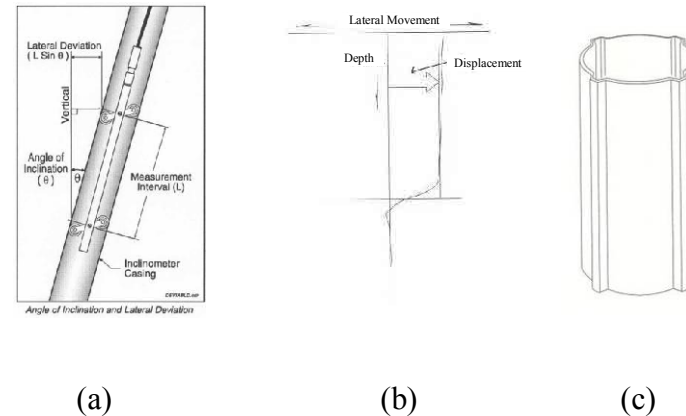 Lateral Deviation
( L Sin θ )
Vertical
Angle of
Inclination
( θ )
θ
Measurement
Interval (L)
Inclinometer
Casing
Angle of Inclination and Lateral Deviation
Lateral Movement
Depth
Displacement
(a)
(b)
(c)